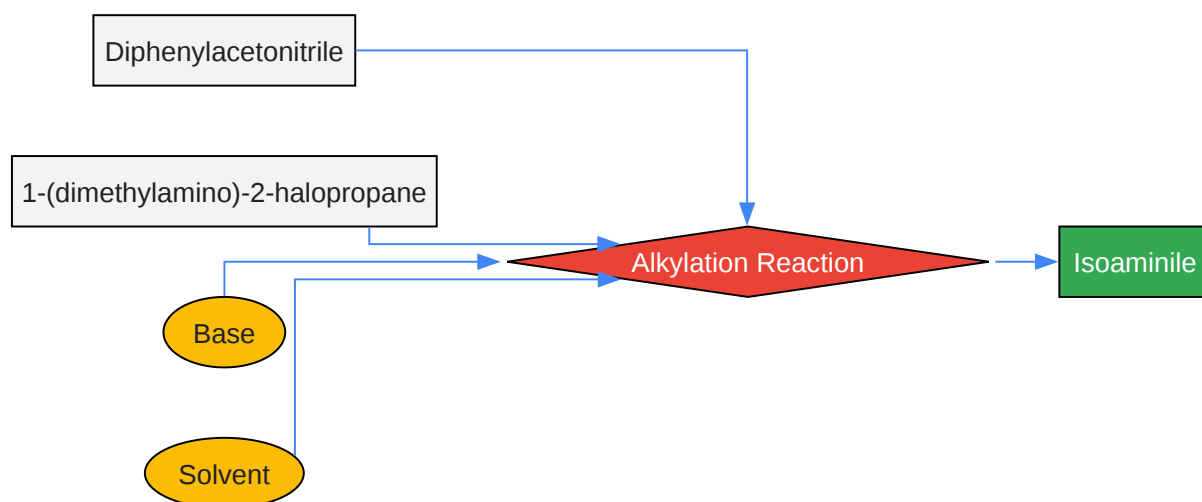 Diphenylacetonitrile
1-(dimethylamino)-2-halopropane
Alkylation Reaction
Isoaminile
Base
Solvent